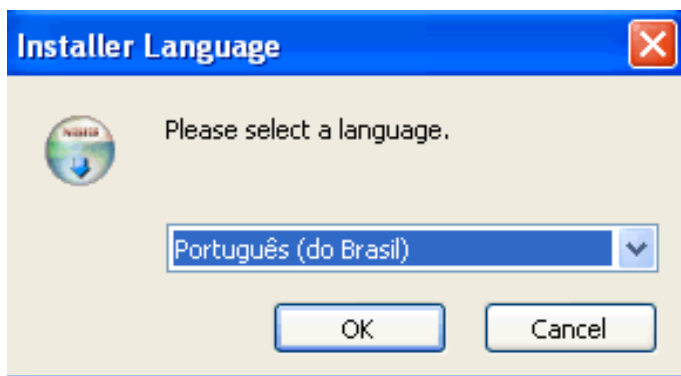 Installer Language
Please select a language.
Português (do Brasil)
OK
Cancel